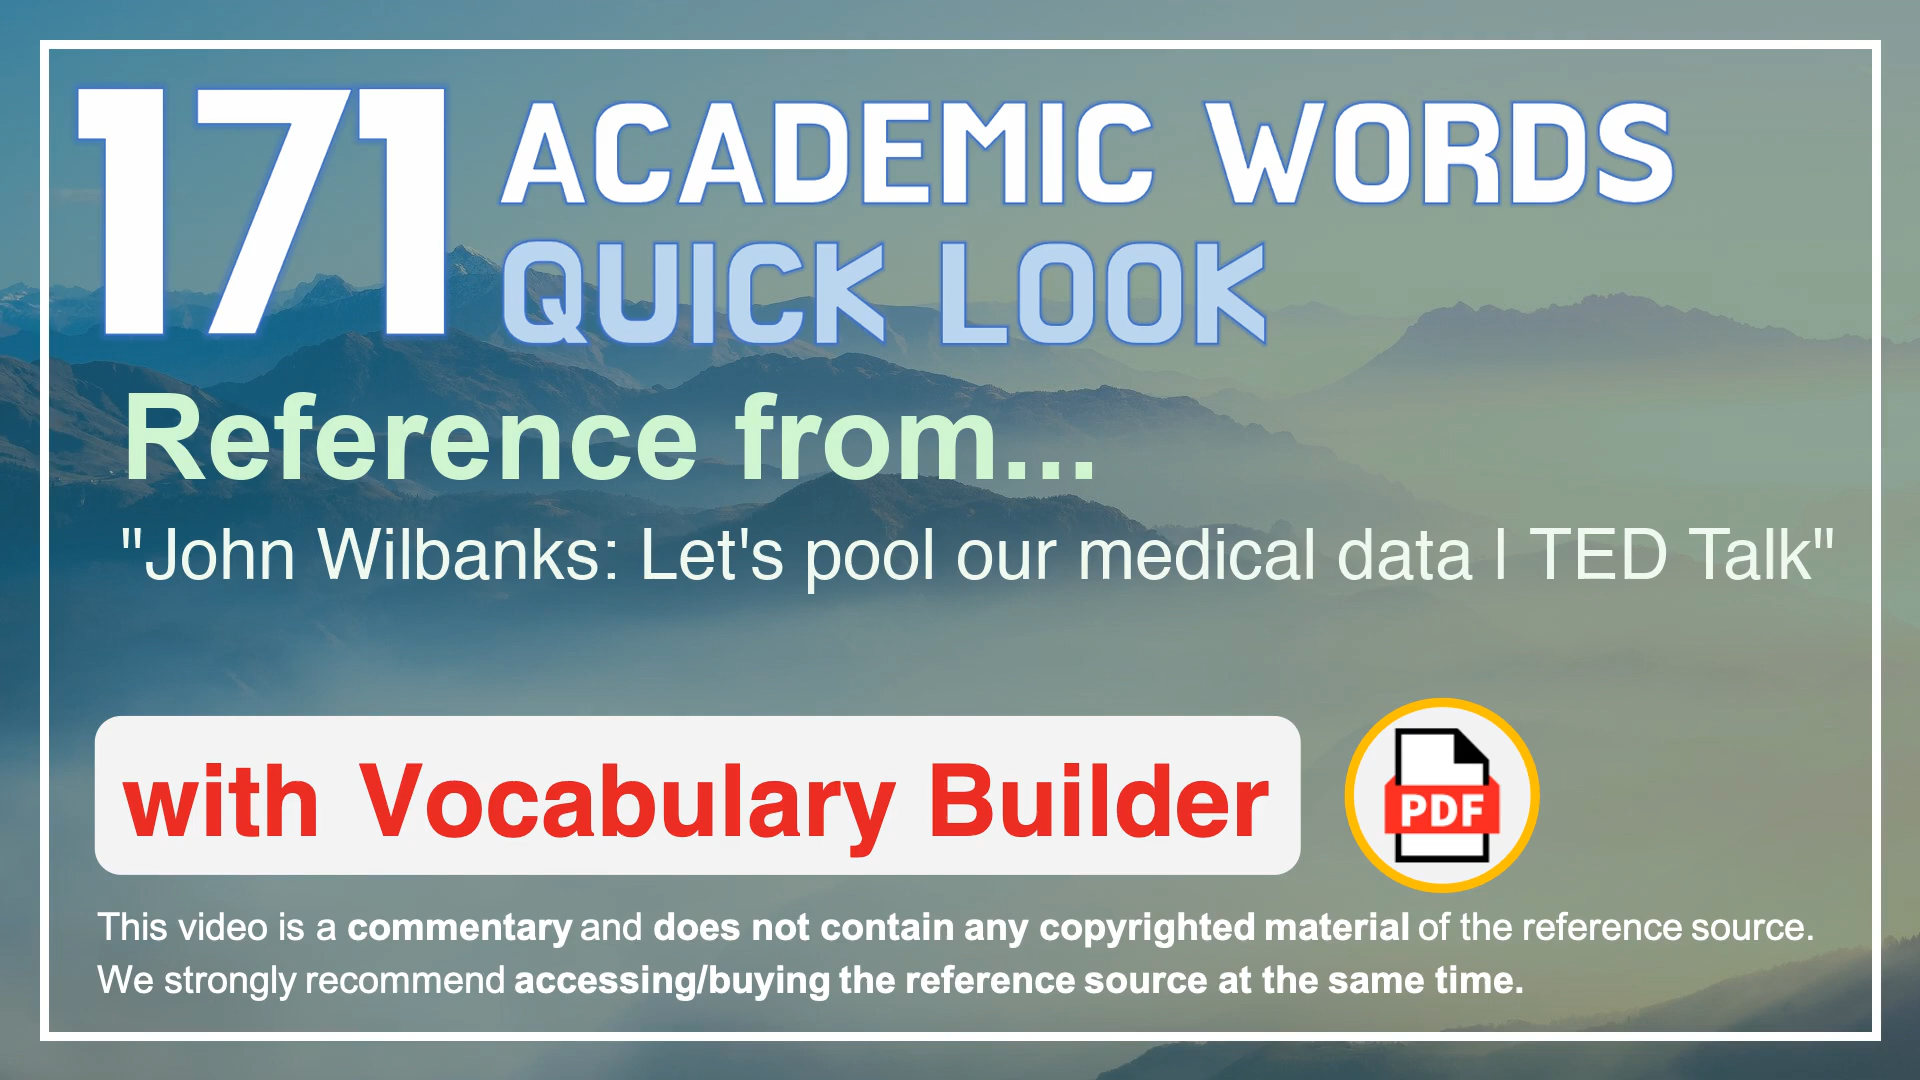 171 ACADEMIC WORDS
QUICK LOOK
Reference from...
"John Wilbanks: Let's pool our medical data | TED Talk"
with Vocabulary Builder
PDF
This video is a commentary and does not contain any copyrighted material of the reference source.
We strongly recommend accessing/buying the reference source at the same time.